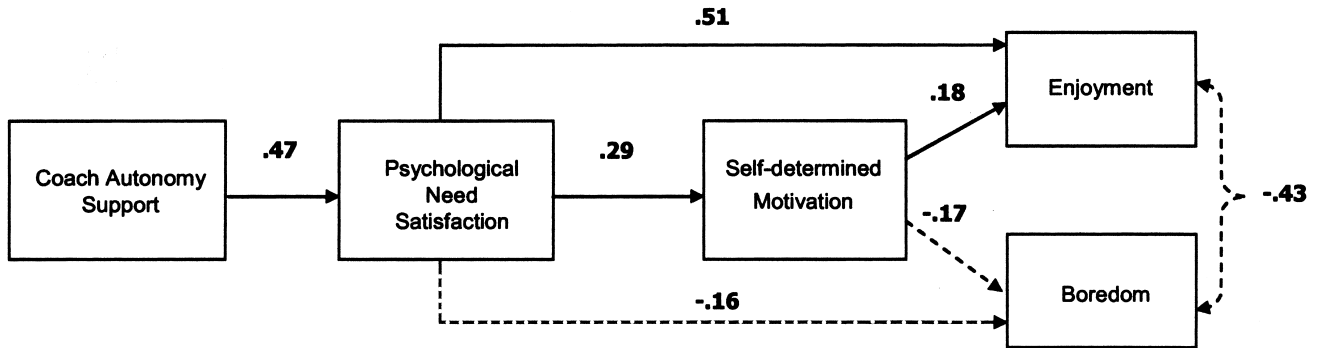 .51
Enjoyment
.18
Coach Autonomy
Support
.47
Psychological
Need
Satisfaction
.29
Self-determined
Motivation
-.17
-.43
Boredom
-.16